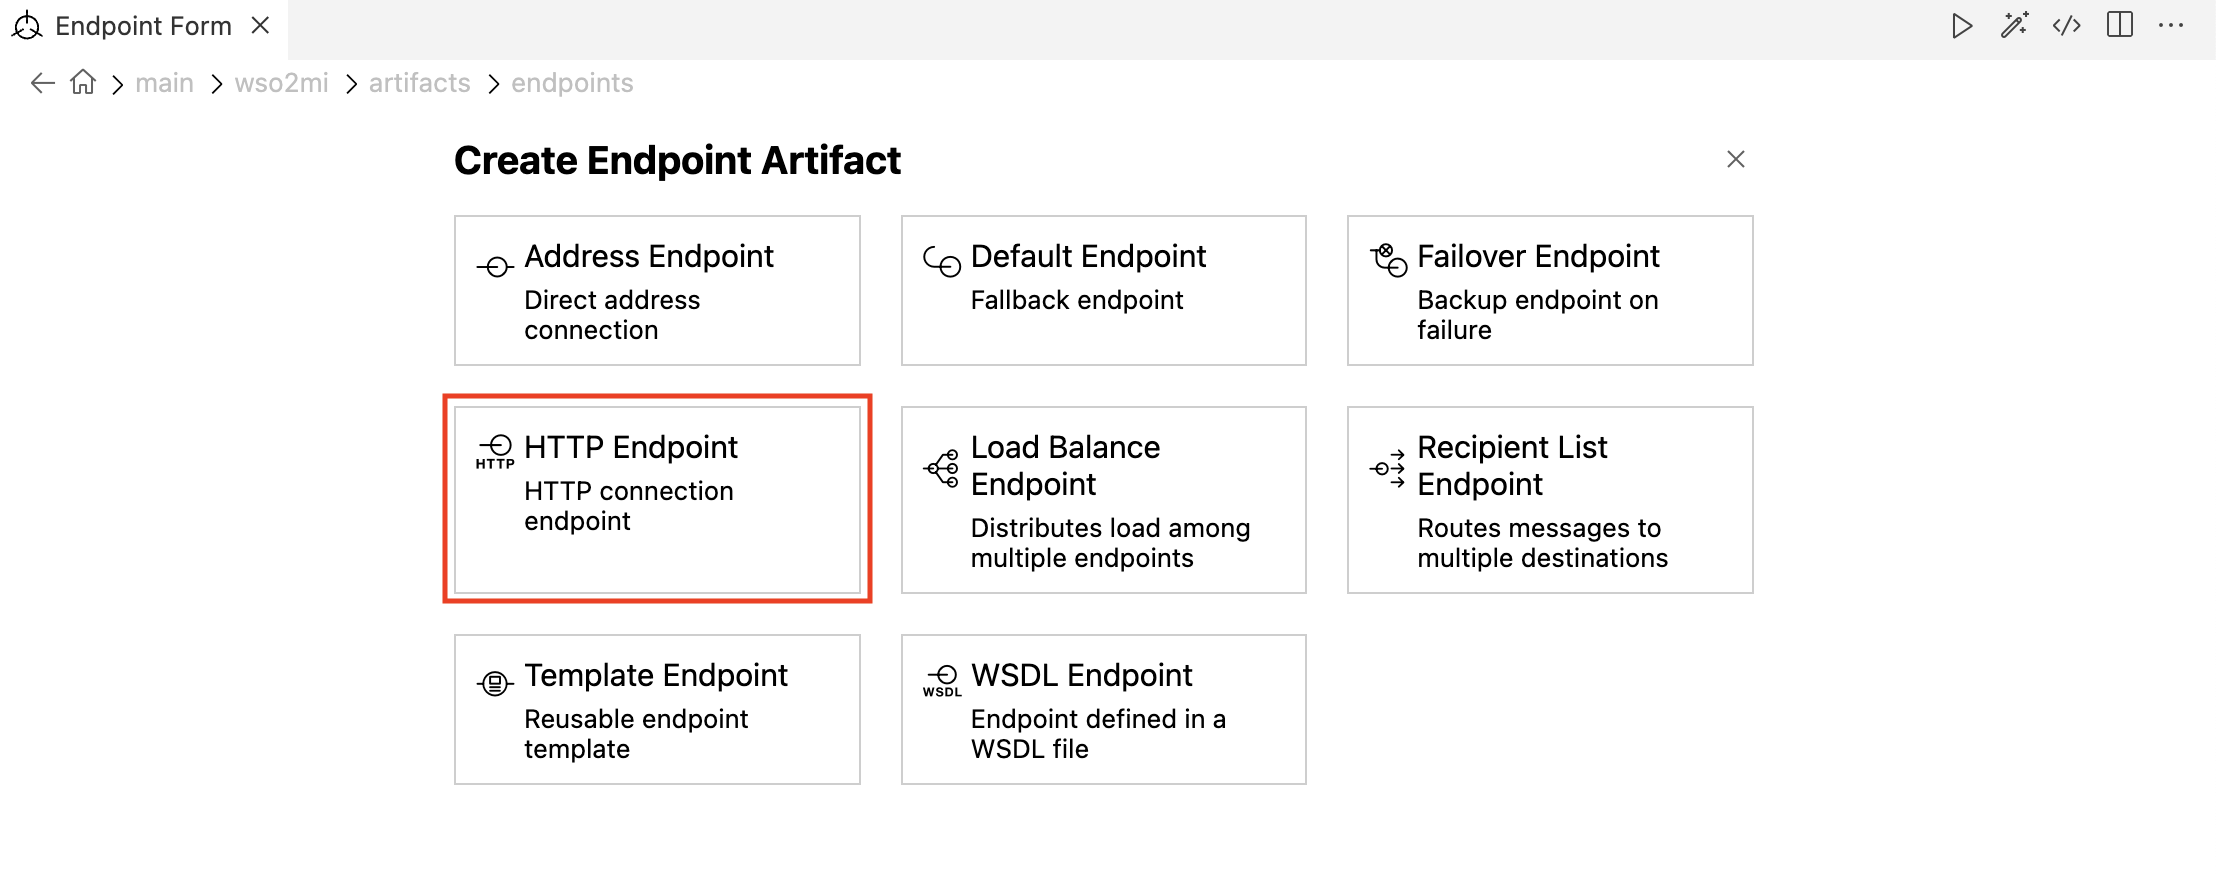 Endpoint Form
main
wso2mi
artifacts
endpoints
Create Endpoint Artifact
Address Endpoint
Direct address
connection
Default Endpoint
Fallback endpoint
Failover Endpoint
Backup endpoint on
failure
HTTP
HTTP Endpoint
HTTP connection
endpoint
Load Balance
Endpoint
Distributes load among
multiple endpoints
Recipient List
Endpoint
Routes messages to
multiple destinations
Template Endpoint
Reusable endpoint
template
WSDL
WSDL Endpoint
Endpoint defined in a
WSDL file